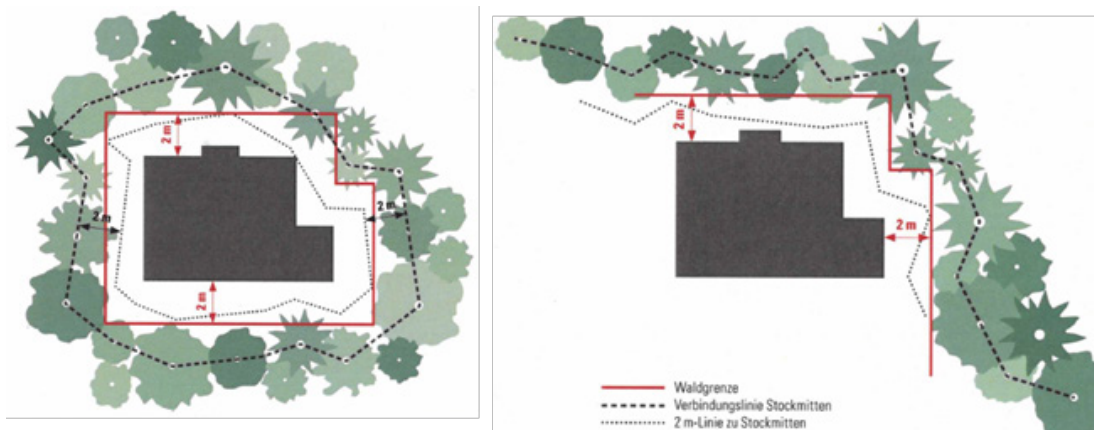 2 m
2 m
2 m
2 m
2 m
2 m
Waldgrenze
Verbindungslinie Stockmitten
2 m-Linie zu Stockmitten